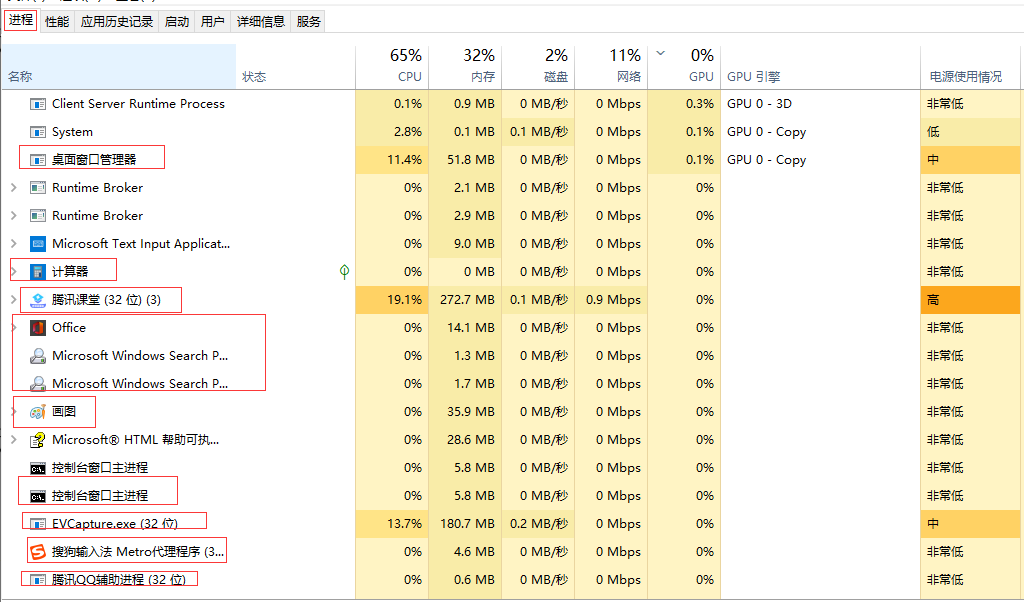 进程 性能 应用历史记录 启动 用户 详细信息 服务
65% 32% 2% 11% 0%
名称 状态 CPU 内存 磁盘 网络 GPU GPU 引擎 电源使用情况
Client Server Runtime Process 0.1% 0.9 MB 0 MB/秒 0 Mbps 0.3% GPU 0 - 3D 非常低
System 2.8% 0.1 MB 0.1 MB/秒 0 Mbps 0.1% GPU 0 - Copy 低
桌面窗口管理器 11.4% 51.8 MB 0 MB/秒 0 Mbps 0.1% GPU 0 - Copy 中
Runtime Broker 0% 2.1 MB 0 MB/秒 0 Mbps 0% 非常低
Runtime Broker 0% 2.9 MB 0 MB/秒 0 Mbps 0% 非常低
Microsoft Text Input Applicat... 0% 9.0 MB 0 MB/秒 0 Mbps 0% 非常低
计算器 0% 0 MB 0 MB/秒 0 Mbps 0% 非常低
腾讯课堂 (32 位) (3) 19.1% 272.7 MB 0.1 MB/秒 0.9 Mbps 0% 高
Office 0% 14.1 MB 0 MB/秒 0 Mbps 0% 非常低
Microsoft Windows Search P... 0% 1.3 MB 0 MB/秒 0 Mbps 0% 非常低
Microsoft Windows Search P... 0% 1.7 MB 0 MB/秒 0 Mbps 0% 非常低
画图 0% 35.9 MB 0 MB/秒 0 Mbps 0% 非常低
Microsoft® HTML 帮助可执... 0% 28.6 MB 0 MB/秒 0 Mbps 0% 非常低
控制台窗口主进程 0% 5.8 MB 0 MB/秒 0 Mbps 0% 非常低
控制台窗口主进程 0% 5.8 MB 0 MB/秒 0 Mbps 0% 非常低
EVCapture.exe (32 位) 13.7% 180.7 MB 0.2 MB/秒 0 Mbps 0% 中
搜狗输入法 Metro代理程序 (3... 0% 4.6 MB 0 MB/秒 0 Mbps 0% 非常低
腾讯QQ辅助进程 (32 位) 0% 0.6 MB 0 MB/秒 0 Mbps 0% 非常低